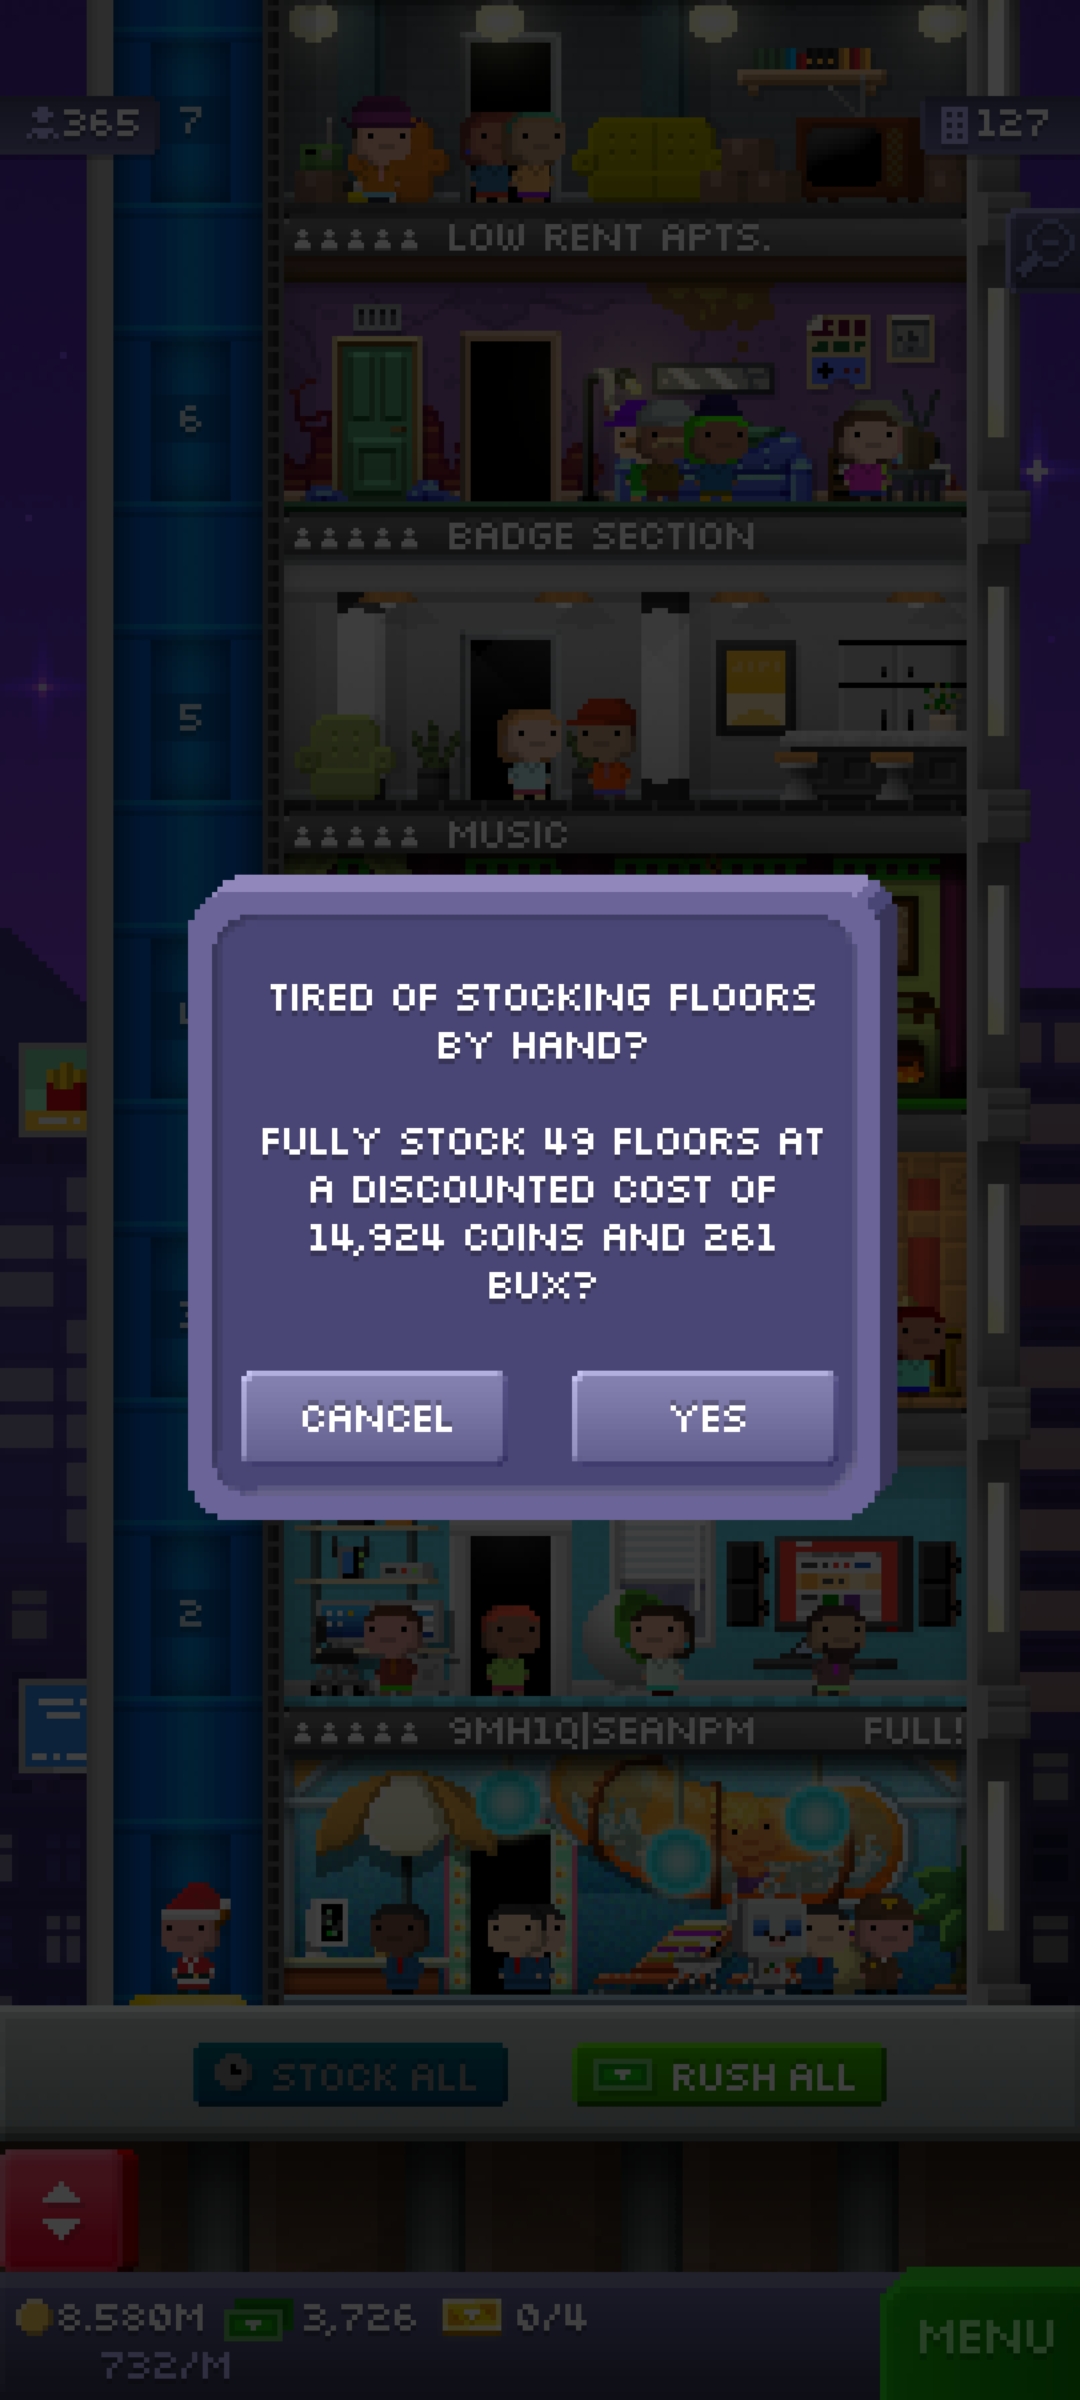 365
7
127
LOW RENT APTS.
6
BADGE SECTION
5
MUSIC
TIRED OF STOCKING FLOORS
BY HAND?
FULLY STOCK 49 FLOORS AT
A DISCOUNTED COST OF
14,924 COINS AND 261
BUX?
CANCEL
YES
2
9MH1Q|SEANPM
FULL!
STOCK ALL
RUSH ALL
8.580M
3,726
0/4
732/M
MENU